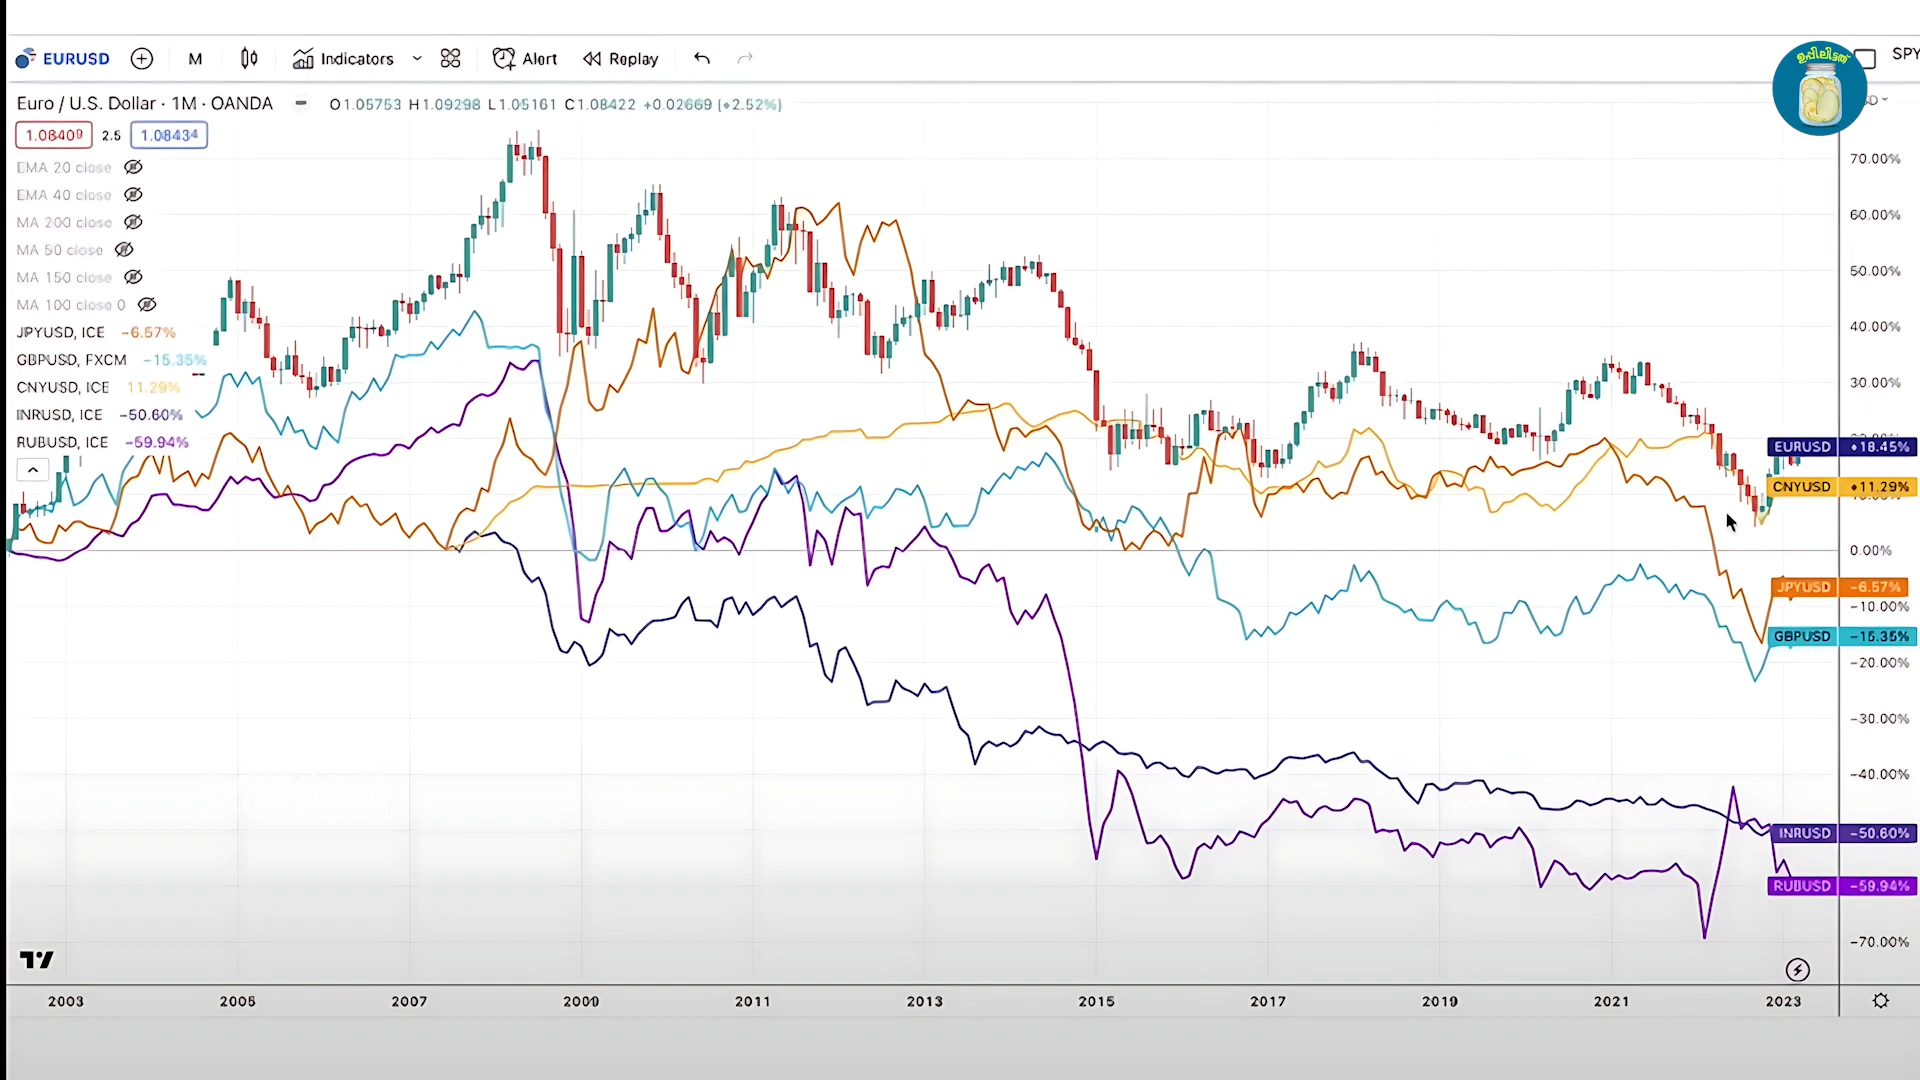 EURUSD M Indicators Alert Replay SPY
ഉപ്പിലിട്ടത്
Euro / U.S. Dollar · 1M · OANDA O1.05753 H1.09298 L1.05161 C1.08422 +0.02669 (+2.52%)
1.08409 2.5 1.08434
EMA 20 close
EMA 40 close
MA 200 close
MA 50 close
MA 150 close
MA 100 close 0
JPYUSD, ICE −6.57%
GBPUSD, FXCM −15.35%
CNYUSD, ICE 11.29%
INRUSD, ICE −50.60%
RUBUSD, ICE −59.94%
70.00%
60.00%
50.00%
40.00%
30.00%
EURUSD +18.45%
CNYUSD +11.29%
0.00%
JPYUSD −6.57%
−10.00%
GBPUSD −15.35%
−20.00%
−30.00%
−40.00%
INRUSD −50.60%
RUBUSD −59.94%
−70.00%
2003 2005 2007 2009 2011 2013 2015 2017 2019 2021 2023